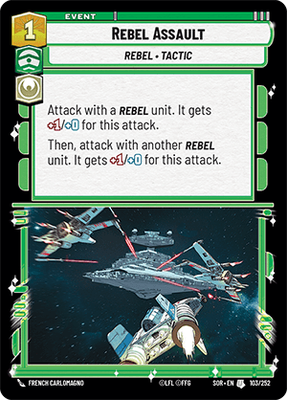 EVENT
1
REBEL ASSAULT
REBEL • TACTIC
Attack with a REBEL unit. It gets
+1/+0 for this attack.
Then, attack with another REBEL
unit. It gets +1/+0 for this attack.
FRENCH CARLOMAGNO
©LFL ©FFG
SOR • EN
103/252